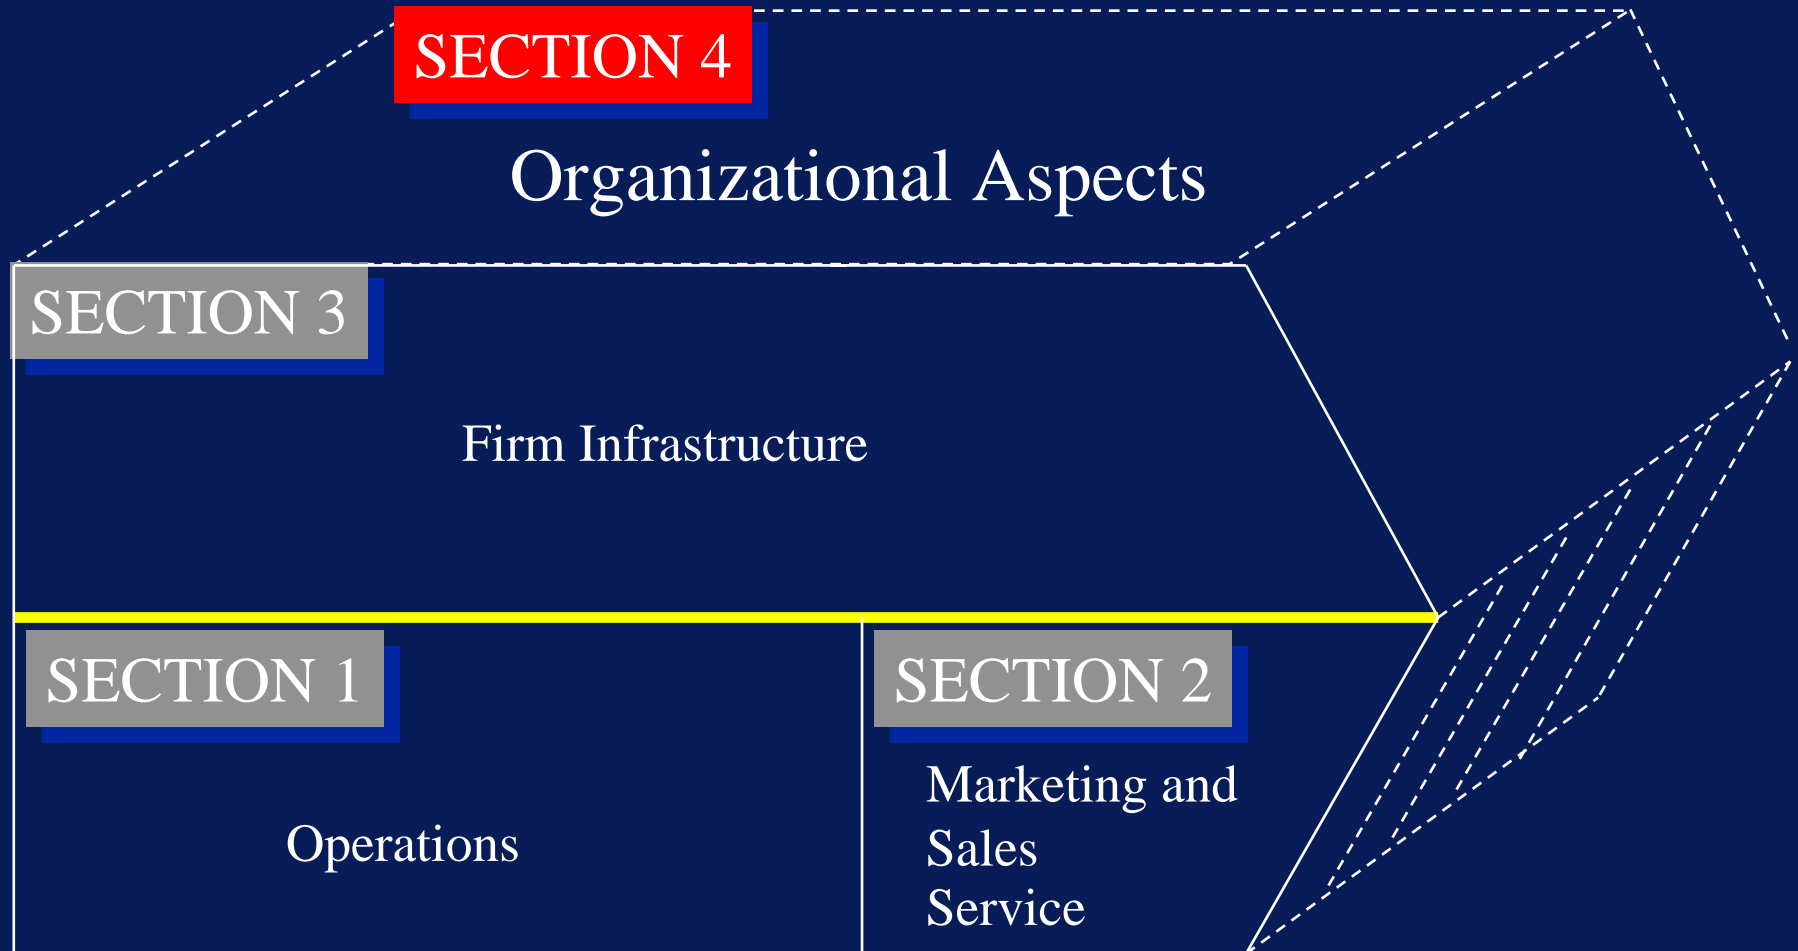 SECTION 4
Organizational Aspects
SECTION 3
Firm Infrastructure
SECTION 1
Operations
SECTION 2
Marketing and
Sales
Service